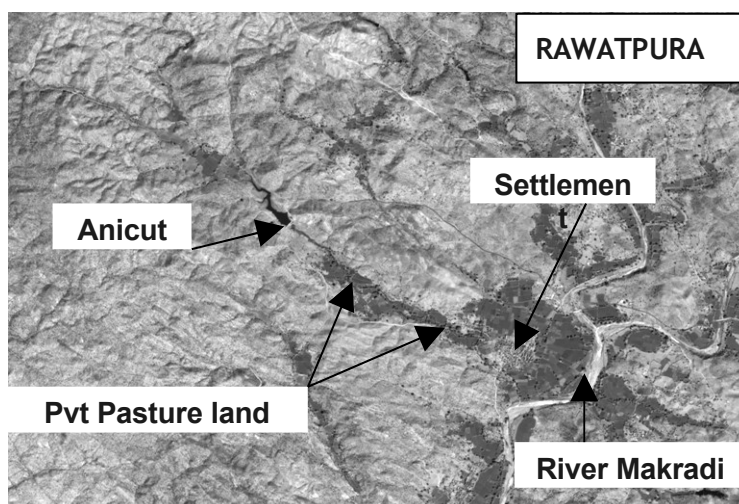 RAWATPURA
Settlemen
t
Anicut
Pvt Pasture land
River Makradi